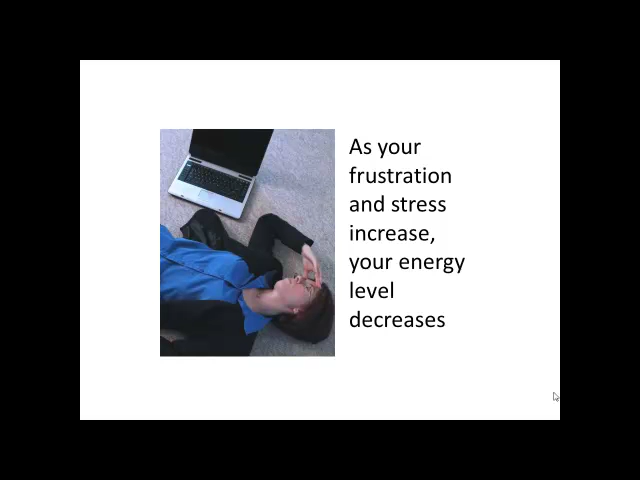 As your
frustration
and stress
increase,
your energy
level
decreases